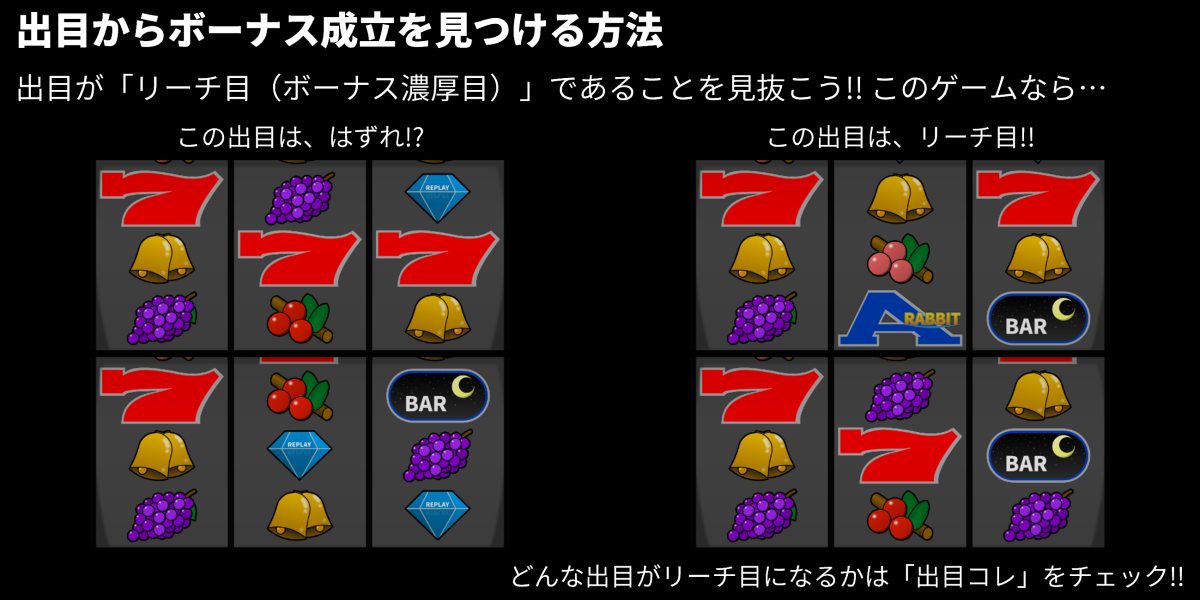 出目からボーナス成立を見つける方法
出目が「リーチ目（ボーナス濃厚目）」であることを見抜こう!! このゲームなら…
この出目は、はずれ!?
REPLAY
BAR
REPLAY
REPLAY
この出目は、リーチ目!!
A RABBIT
BAR
BAR
どんな出目がリーチ目になるかは「出目コレ」をチェック!!